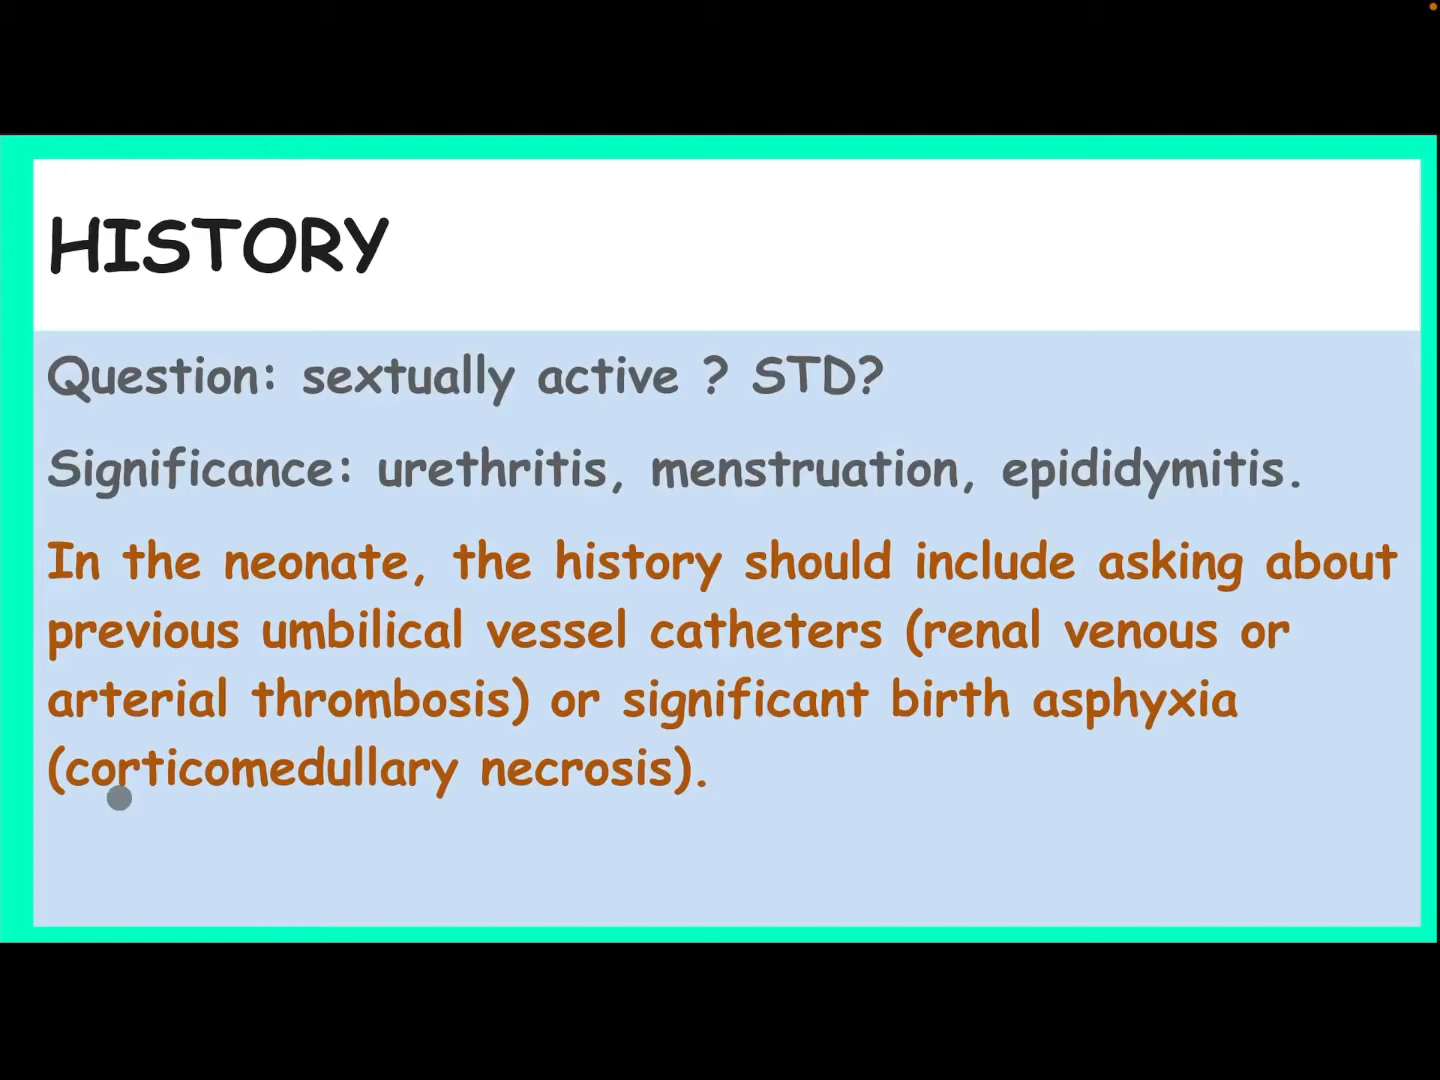 HISTORY
Question: sextually active ? STD?
Significance: urethritis, menstruation, epididymitis.
In the neonate, the history should include asking about
previous umbilical vessel catheters (renal venous or
arterial thrombosis) or significant birth asphyxia
(corticomedullary necrosis).